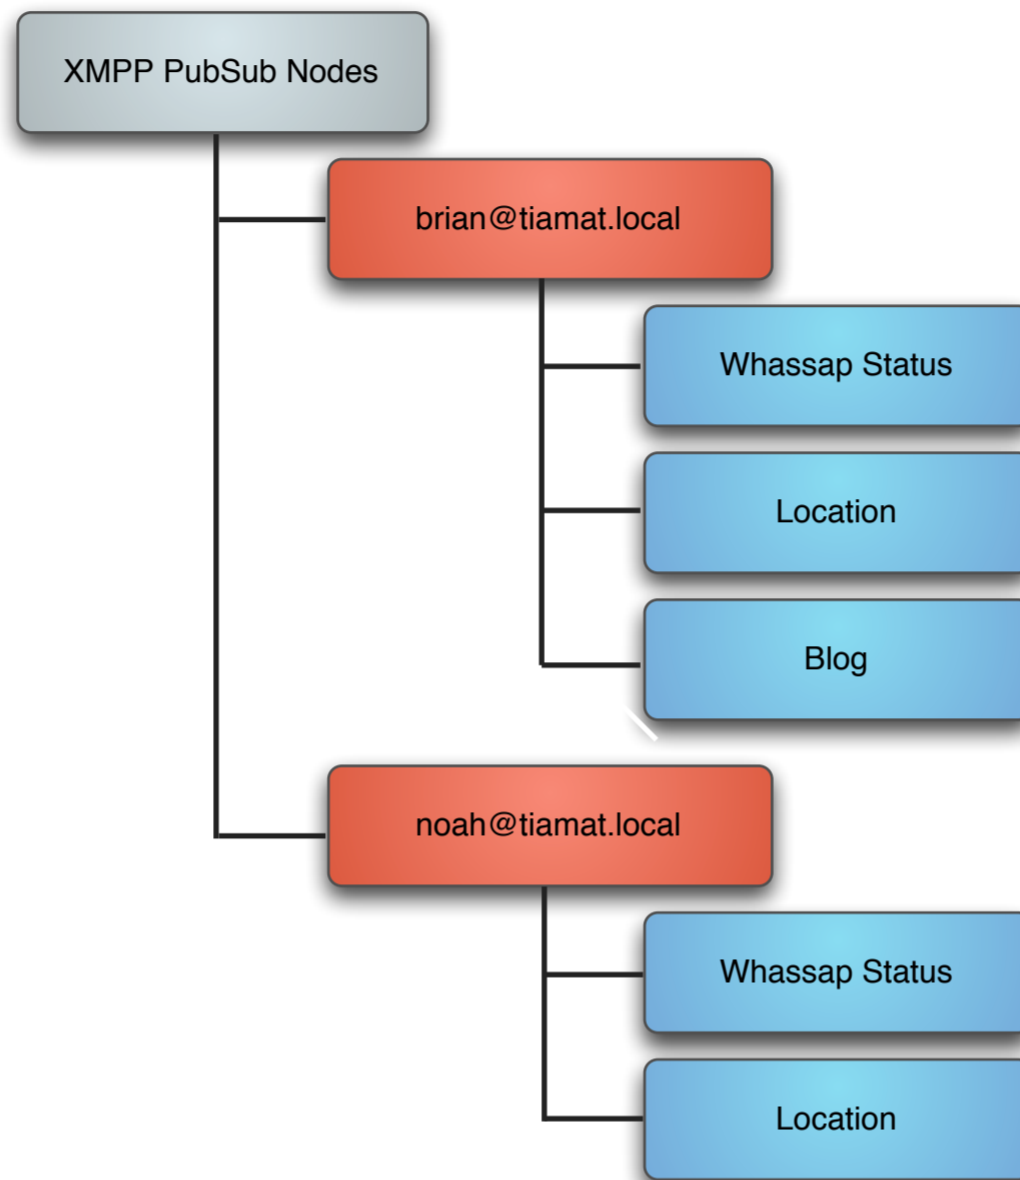 XMPP PubSub Nodes
brian@tiamat.local
Whassap Status
Location
Blog
noah@tiamat.local
Whassap Status
Location